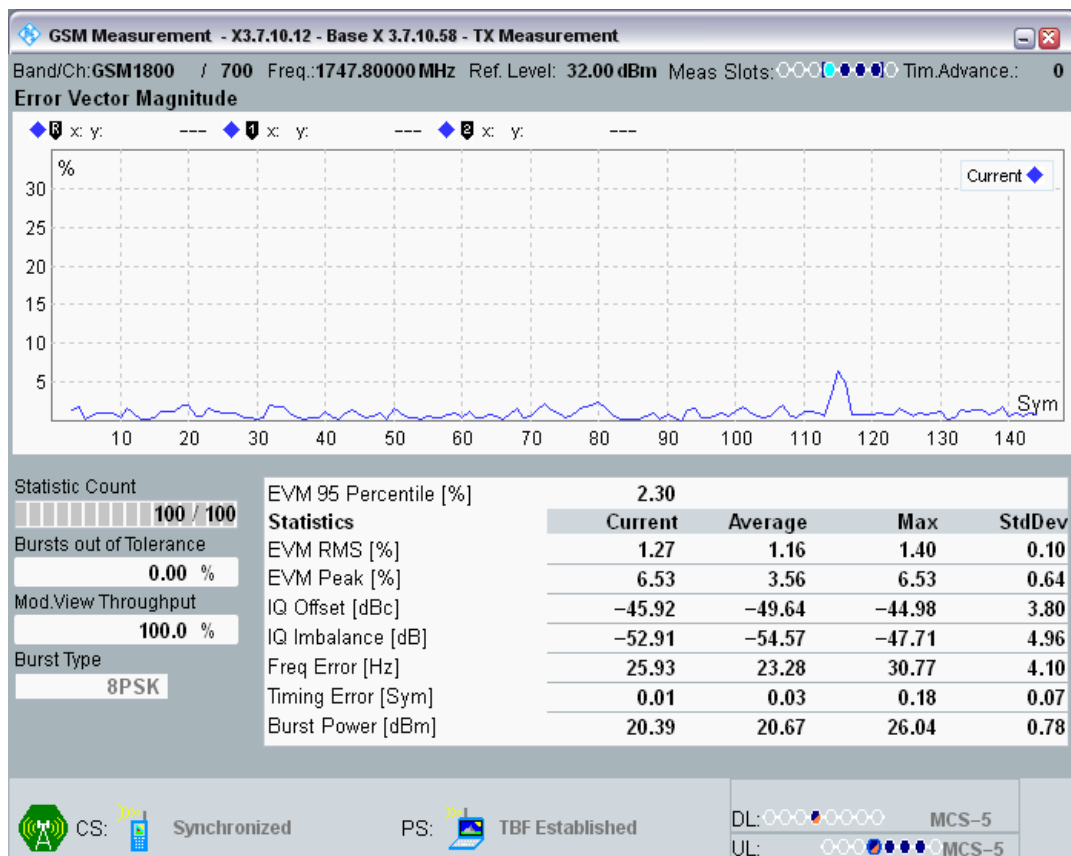 GSM Measurement - X3.7.10.12 - Base X 3.7.10.58 - TX Measurement
Band/Ch:GSM1800 / 700 Freq.:1747.80000 MHz Ref. Level: 32.00 dBm Meas Slots: Tim.Advance.: 0
Error Vector Magnitude
R x: y: --- 1 x: y: --- 2 x: y: ---
%
Current
30
25
20
15
10
5
Sym
10 20 30 40 50 60 70 80 90 100 110 120 130 140
Statistic Count
100 / 100
Bursts out of Tolerance
0.00 %
Mod.View Throughput
100.0 %
Burst Type
8PSK
EVM 95 Percentile [%] 2.30
Statistics Current Average Max StdDev
EVM RMS [%] 1.27 1.16 1.40 0.10
EVM Peak [%] 6.53 3.56 6.53 0.64
IQ Offset [dBc] −45.92 −49.64 −44.98 3.80
IQ Imbalance [dB] −52.91 −54.57 −47.71 4.96
Freq Error [Hz] 25.93 23.28 30.77 4.10
Timing Error [Sym] 0.01 0.03 0.18 0.07
Burst Power [dBm] 20.39 20.67 26.04 0.78
CS: Synchronized PS: TBF Established
DL: MCS−5
UL: MCS−5